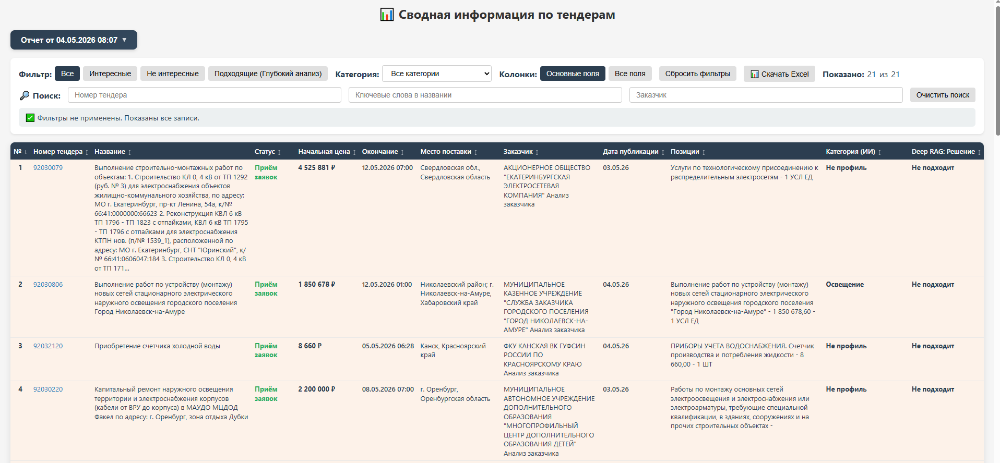 Сводная информация по тендерам
Отчет от 04.05.2026 08:07 ▼
Фильтр: Все Интересные Не интересные Подходящие (Глубокий анализ) Категория: Все категории Колонки: Основные поля Все поля Сбросить фильтры Скачать Excel Показано: 21 из 21
Поиск: Номер тендера Ключевые слова в названии Заказчик Очистить поиск
Фильтры не применены. Показаны все записи.
№ ↓ Номер тендера ↕ Название ↕ Статус ↕ Начальная цена ↕ Окончание ↕ Место поставки ↕ Заказчик ↕ Дата публикации ↕ Позиции ↕ Категория (ИИ) ↕ Deep RAG: Решение ↕
1
92030079
Выполнение строительно-монтажных работ по
объектам: 1. Строительство КЛ 0, 4 кВ от ТП 1292
(руб. № 3) для электроснабжения объектов
жилищно-коммунального хозяйства, по адресу:
МО г. Екатеринбург, пр-кт Ленина, 54а, к/№
66:41:0000000:66623 2. Реконструкция КВЛ 6 кВ
ТП 1796 - ТП 1823 с отпайками, КВЛ 6 кВ ТП 1795
- ТП 1796 с отпайками для электроснабжения
КТПН нов. (п/№ 1539_1), расположенной по
адресу: МО г. Екатеринбург, СНТ "Юринский", к/
№ 66:41:0606047:184 3. Строительство КЛ 0, 4 кВ
от ТП 171...
Приём
заявок
4 525 881 ₽
12.05.2026 07:00
Свердловская обл.,
Свердловская область
АКЦИОНЕРНОЕ ОБЩЕСТВО
"ЕКАТЕРИНБУРГСКАЯ
ЭЛЕКТРОСЕТЕВАЯ
КОМПАНИЯ" Анализ
заказчика
03.05.26
Услуги по технологическому присоединению к
распределительным электросетям - 1 УСЛ ЕД
Не профиль
Не подходит
2
92030806
Выполнение работ по устройству (монтажу)
новых сетей стационарного электрического
наружного освещения городского поселения
Город Николаевск-на-Амуре
Приём
заявок
1 850 678 ₽
12.05.2026 01:00
Николаевский район; г.
Николаевск-на-Амуре,
Хабаровский край
МУНИЦИПАЛЬНОЕ
КАЗЕННОЕ УЧРЕЖДЕНИЕ
"СЛУЖБА ЗАКАЗЧИКА
ГОРОДСКОГО ПОСЕЛЕНИЯ
"ГОРОД НИКОЛАЕВСК-НА-
АМУРЕ" Анализ заказчика
04.05.26
Выполнение работ по устройству (монтажу)
новых сетей стационарного электрического
наружного освещения городского поселения
"Город Николаевск-на-Амуре" - 1 850 678,60 -
1 УСЛ ЕД
Освещение
Не подходит
3
92032120
Приобретение счетчика холодной воды
Приём
заявок
8 660 ₽
05.05.2026 06:28
Канск, Красноярский
край
ФКУ КАНСКАЯ ВК ГУФСИН
РОССИИ ПО
КРАСНОЯРСКОМУ КРАЮ
Анализ заказчика
04.05.26
ПРИБОРЫ УЧЕТА ВОДОСНАБЖЕНИЯ. Счетчик
производства и потребления жидкости - 8
660,00 - 1 ШТ
Не профиль
Не подходит
4
92030220
Капитальный ремонт наружного освещения
территории и электроснабжения корпусов
(кабели от ВРУ до корпуса) в МАУДО МЦДОД
Факел по адресу: г. Оренбург, зона отдыха Дубки
Приём
заявок
2 200 000 ₽
08.05.2026 07:00
г. Оренбург,
Оренбургская область
МУНИЦИПАЛЬНОЕ
АВТОНОМНОЕ УЧРЕЖДЕНИЕ
ДОПОЛНИТЕЛЬНОГО
ОБРАЗОВАНИЯ
"МНОГОПРОФИЛЬНЫЙ
ЦЕНТР ДОПОЛНИТЕЛЬНОГО
ОБРАЗОВАНИЯ ДЕТЕЙ"
Анализ заказчика
03.05.26
Работы по монтажу основных сетей
электроосвещения и электроснабжения или
электроарматуры, требующие специальной
квалификации, в зданиях, сооружениях и на
прочих строительных объектах -
Не профиль
Не подходит